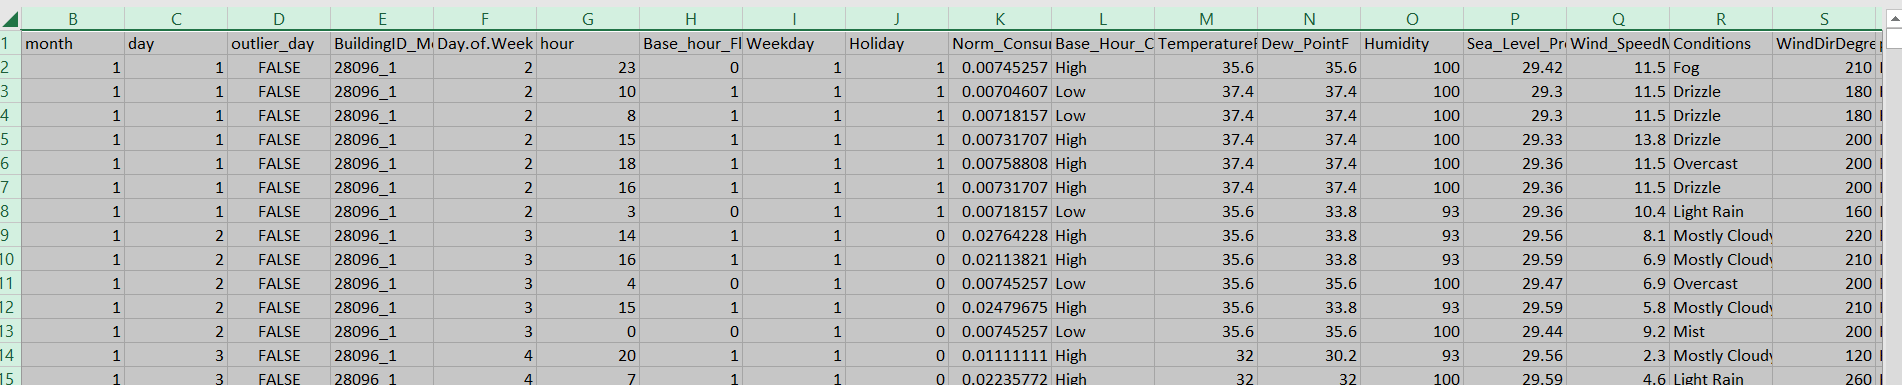 B C D E F G H I J K L M N O P Q R S
1 month day outlier_day BuildingID_M Day.of.Week hour Base_hour_Fl Weekday Holiday Norm_Consu Base_Hour_C Temperature Dew_PointF Humidity Sea_Level_Pr Wind_Speed Conditions WindDirDegre
2 1 1 FALSE 28096_1 2 23 0 1 1 0.00745257 High 35.6 35.6 100 29.42 11.5 Fog 210
3 1 1 FALSE 28096_1 2 10 1 1 1 0.00704607 Low 37.4 37.4 100 29.3 11.5 Drizzle 180
4 1 1 FALSE 28096_1 2 8 1 1 1 0.00718157 Low 37.4 37.4 100 29.3 11.5 Drizzle 180
5 1 1 FALSE 28096_1 2 15 1 1 1 0.00731707 High 37.4 37.4 100 29.33 13.8 Drizzle 200
6 1 1 FALSE 28096_1 2 18 1 1 1 0.00758808 High 37.4 37.4 100 29.36 11.5 Overcast 200
7 1 1 FALSE 28096_1 2 16 1 1 1 0.00731707 High 37.4 37.4 100 29.36 11.5 Drizzle 200
8 1 1 FALSE 28096_1 2 3 0 1 1 0.00718157 Low 35.6 33.8 93 29.36 10.4 Light Rain 160
9 1 2 FALSE 28096_1 3 14 1 1 0 0.02764228 High 35.6 33.8 93 29.56 8.1 Mostly Cloudy 220
10 1 2 FALSE 28096_1 3 16 1 1 0 0.02113821 High 35.6 33.8 93 29.59 6.9 Mostly Cloudy 210
11 1 2 FALSE 28096_1 3 4 0 1 0 0.00745257 Low 35.6 35.6 100 29.47 6.9 Overcast 200
12 1 2 FALSE 28096_1 3 15 1 1 0 0.02479675 High 35.6 33.8 93 29.59 5.8 Mostly Cloudy 210
13 1 2 FALSE 28096_1 3 0 0 1 0 0.00745257 Low 35.6 35.6 100 29.44 9.2 Mist 200
14 1 3 FALSE 28096_1 4 20 1 1 0 0.01111111 High 32 30.2 93 29.56 2.3 Mostly Cloudy 120
15 1 3 FALSE 28096_1 4 7 1 1 0 0.02235772 High 32 32 100 29.59 4.6 Light Rain 260